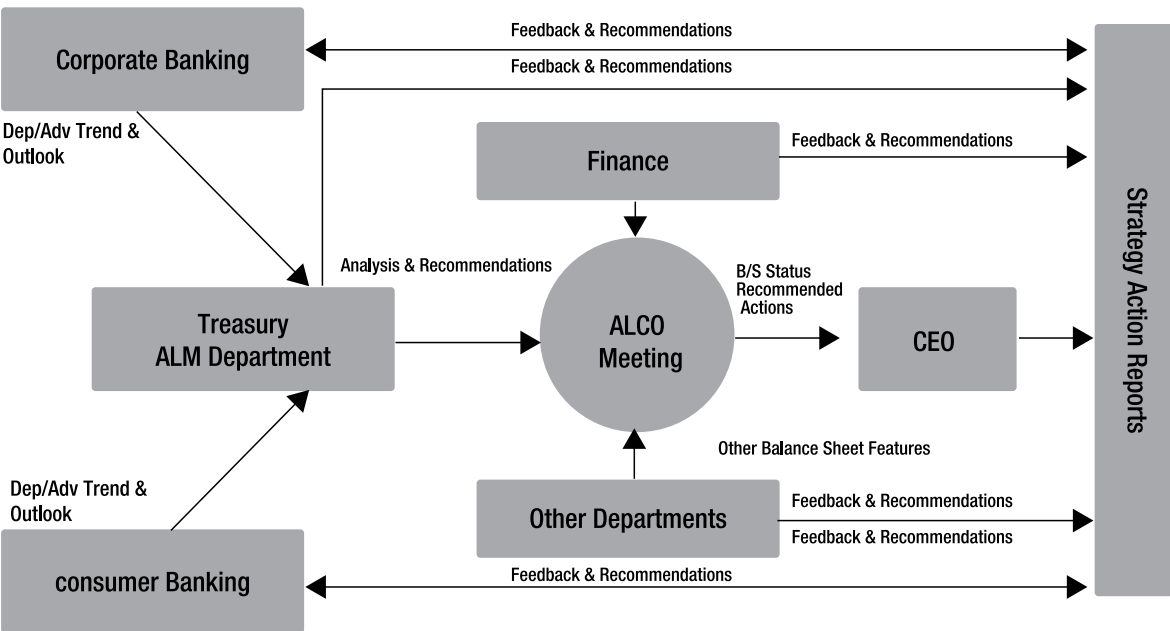 Feedback & Recommendations
Corporate Banking
Feedback & Recommendations
Dep/Adv Trend &
Outlook
Finance
Feedback & Recommendations
Strategy Action Reports
Analysis & Recommendations
B/S Status
Recommended
Actions
Treasury
ALM Department
ALCO
Meeting
CEO
Other Balance Sheet Features
Dep/Adv Trend &
Outlook
Other Departments
Feedback & Recommendations
Feedback & Recommendations
consumer Banking
Feedback & Recommendations